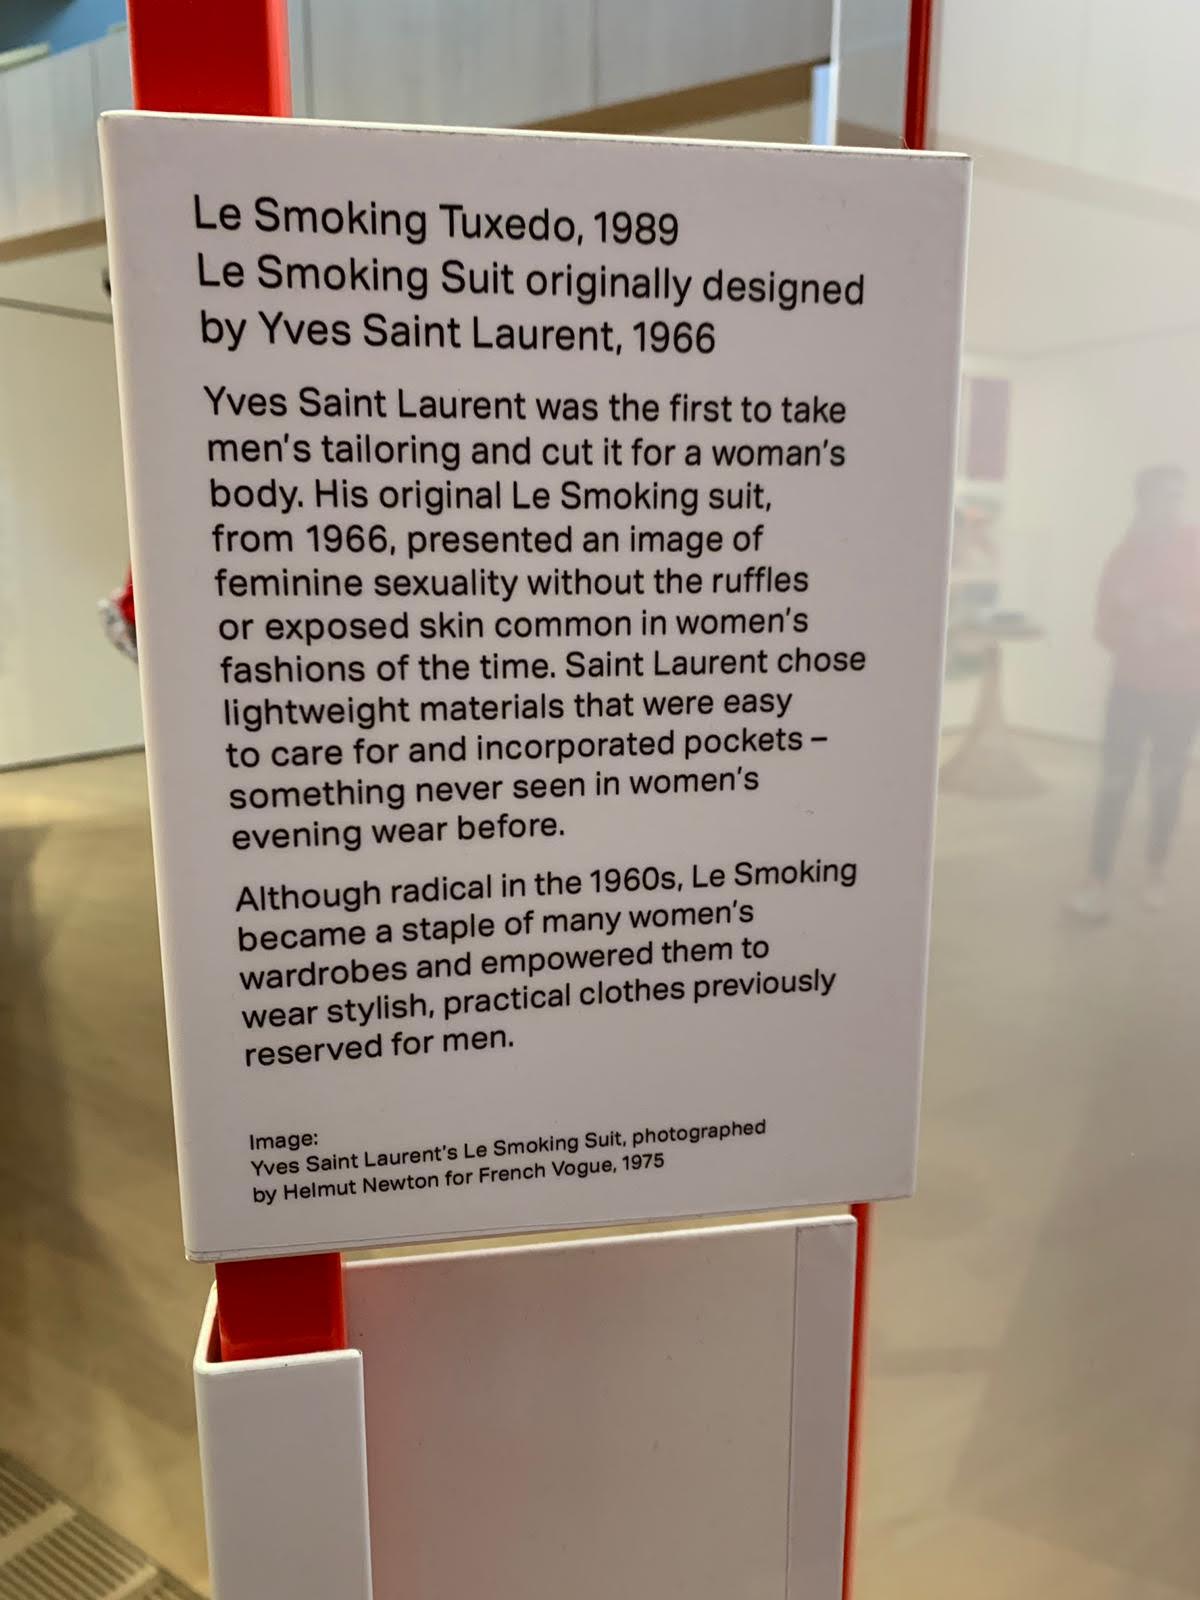 Le Smoking Tuxedo, 1989
Le Smoking Suit originally designed
by Yves Saint Laurent, 1966
Yves Saint Laurent was the first to take
men's tailoring and cut it for a woman's
body. His original Le Smoking suit,
from 1966, presented an image of
feminine sexuality without the ruffles
or exposed skin common in women's
fashions of the time. Saint Laurent chose
lightweight materials that were easy
to care for and incorporated pockets –
something never seen in women's
evening wear before.
Although radical in the 1960s, Le Smoking
became a staple of many women's
wardrobes and empowered them to
wear stylish, practical clothes previously
reserved for men.
Image:
Yves Saint Laurent's Le Smoking Suit, photographed
by Helmut Newton for French Vogue, 1975